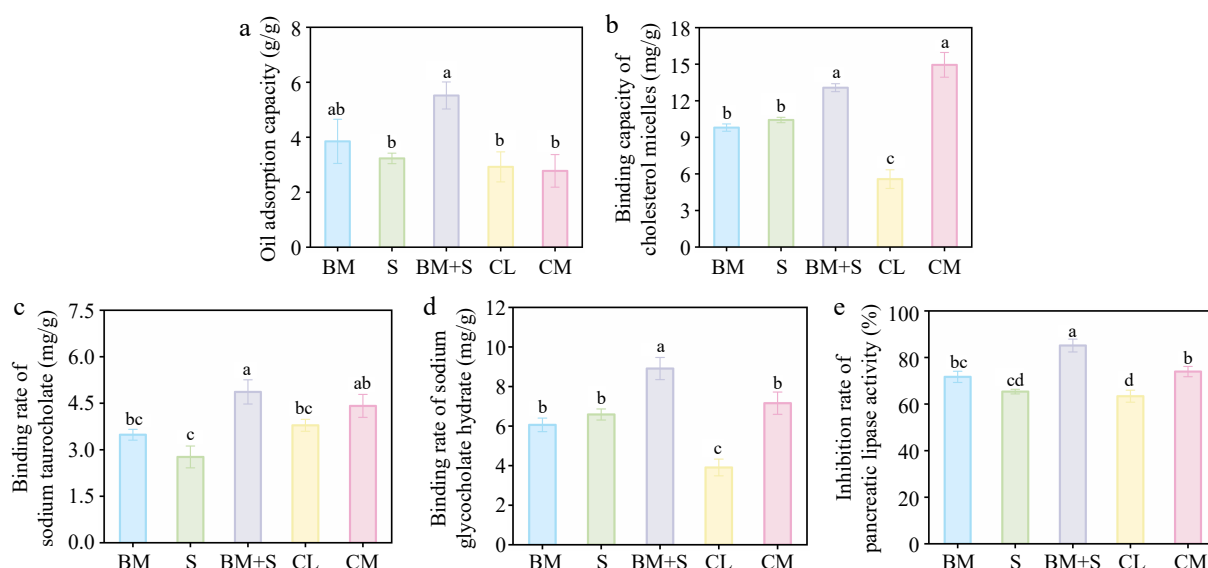 a
Oil adsorption capacity (g/g)
8
6
4
2
0
ab
b
a
b
b
BM S BM+S CL CM
b
Binding capacity of
cholesterol micelles (mg/g)
18
15
12
9
6
3
0
b
b
a
c
a
BM S BM+S CL CM
c
Binding rate of
sodium taurocholate (mg/g)
7.5
6.0
4.5
3.0
1.5
0.0
bc
c
a
bc
ab
BM S BM+S CL CM
d
Binding rate of sodium
glycocholate hydrate (mg/g)
12
10
8
6
4
2
0
b
b
a
c
b
BM S BM+S CL CM
e
Inhibition rate of
pancreatic lipase activity (%)
100
80
60
40
20
0
bc
cd
a
d
b
BM S BM+S CL CM